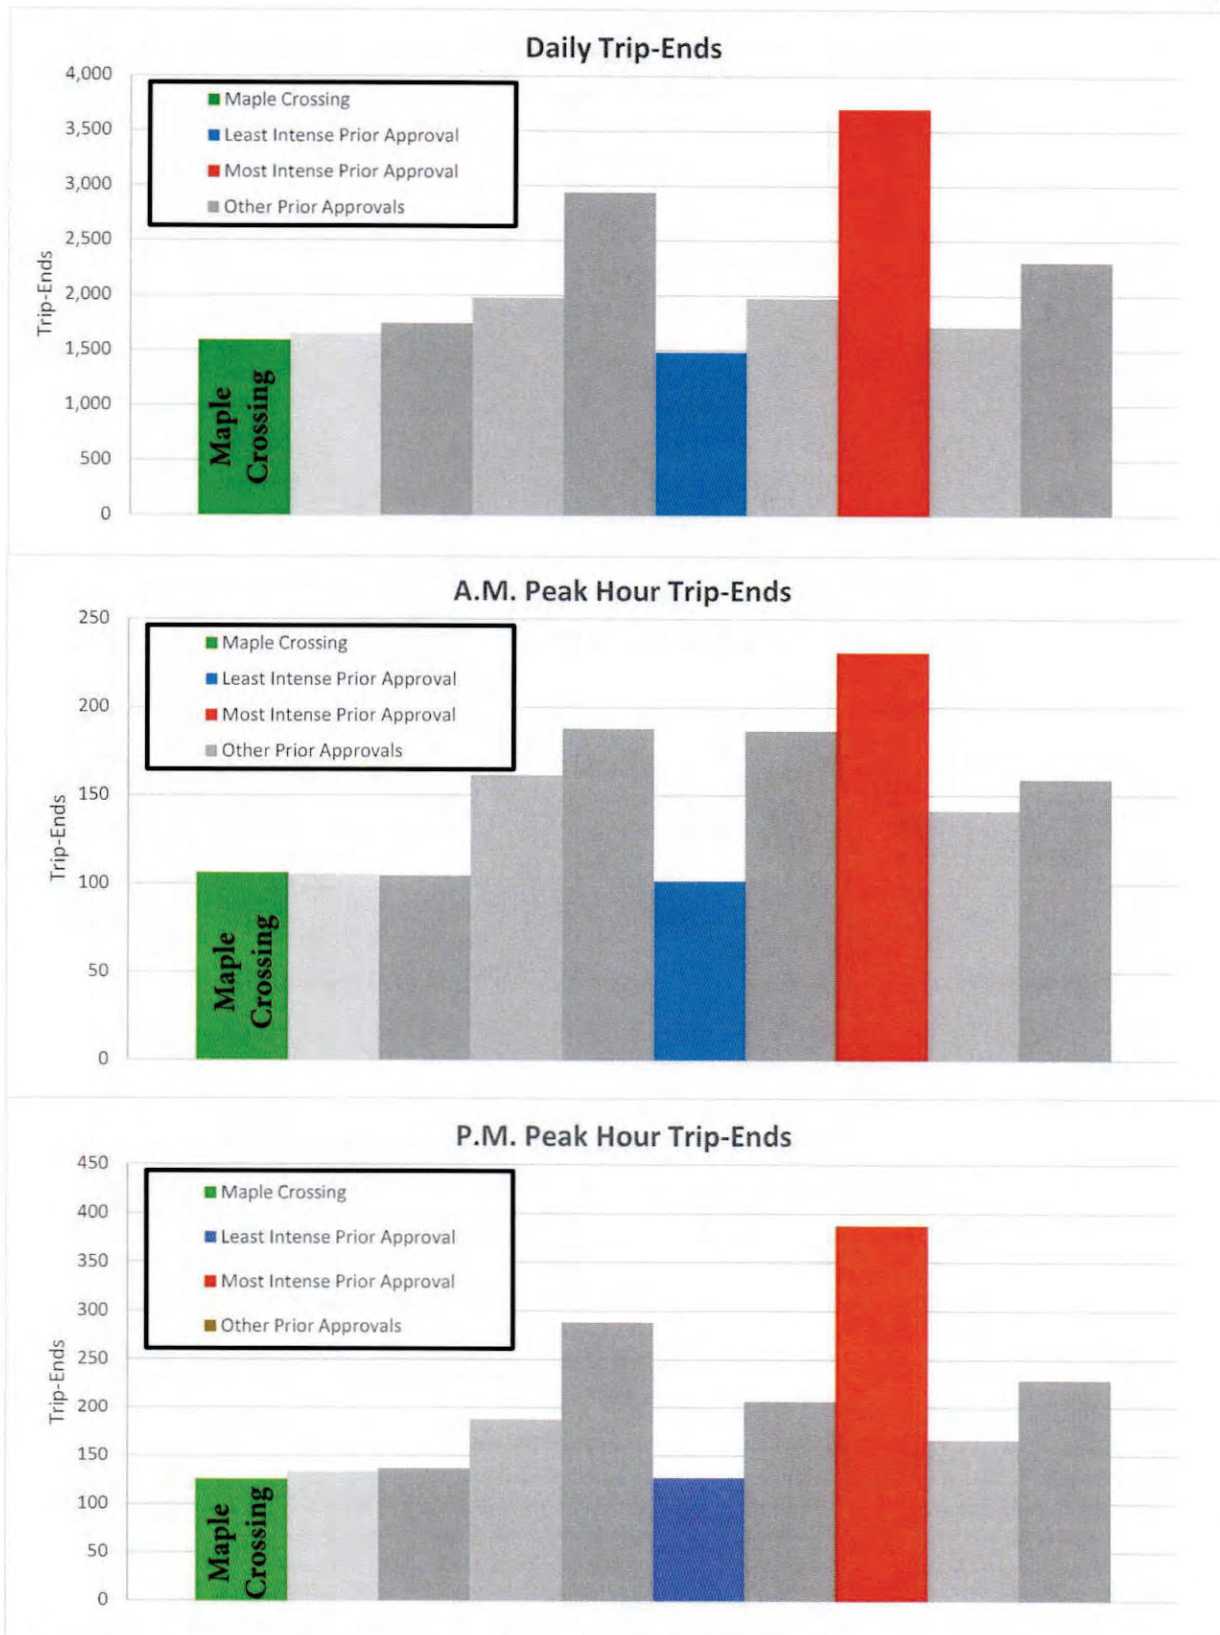 Daily Trip-Ends
4,000
3,500
3,000
2,500
2,000
1,500
1,000
500
0
Trip-Ends
Maple Crossing
Least Intense Prior Approval
Most Intense Prior Approval
Other Prior Approvals
Maple
Crossing
A.M. Peak Hour Trip-Ends
250
200
150
100
50
0
Trip-Ends
Maple Crossing
Least Intense Prior Approval
Most Intense Prior Approval
Other Prior Approvals
Maple
Crossing
P.M. Peak Hour Trip-Ends
450
400
350
300
250
200
150
100
50
0
Trip-Ends
Maple Crossing
Least Intense Prior Approval
Most Intense Prior Approval
Other Prior Approvals
Maple
Crossing